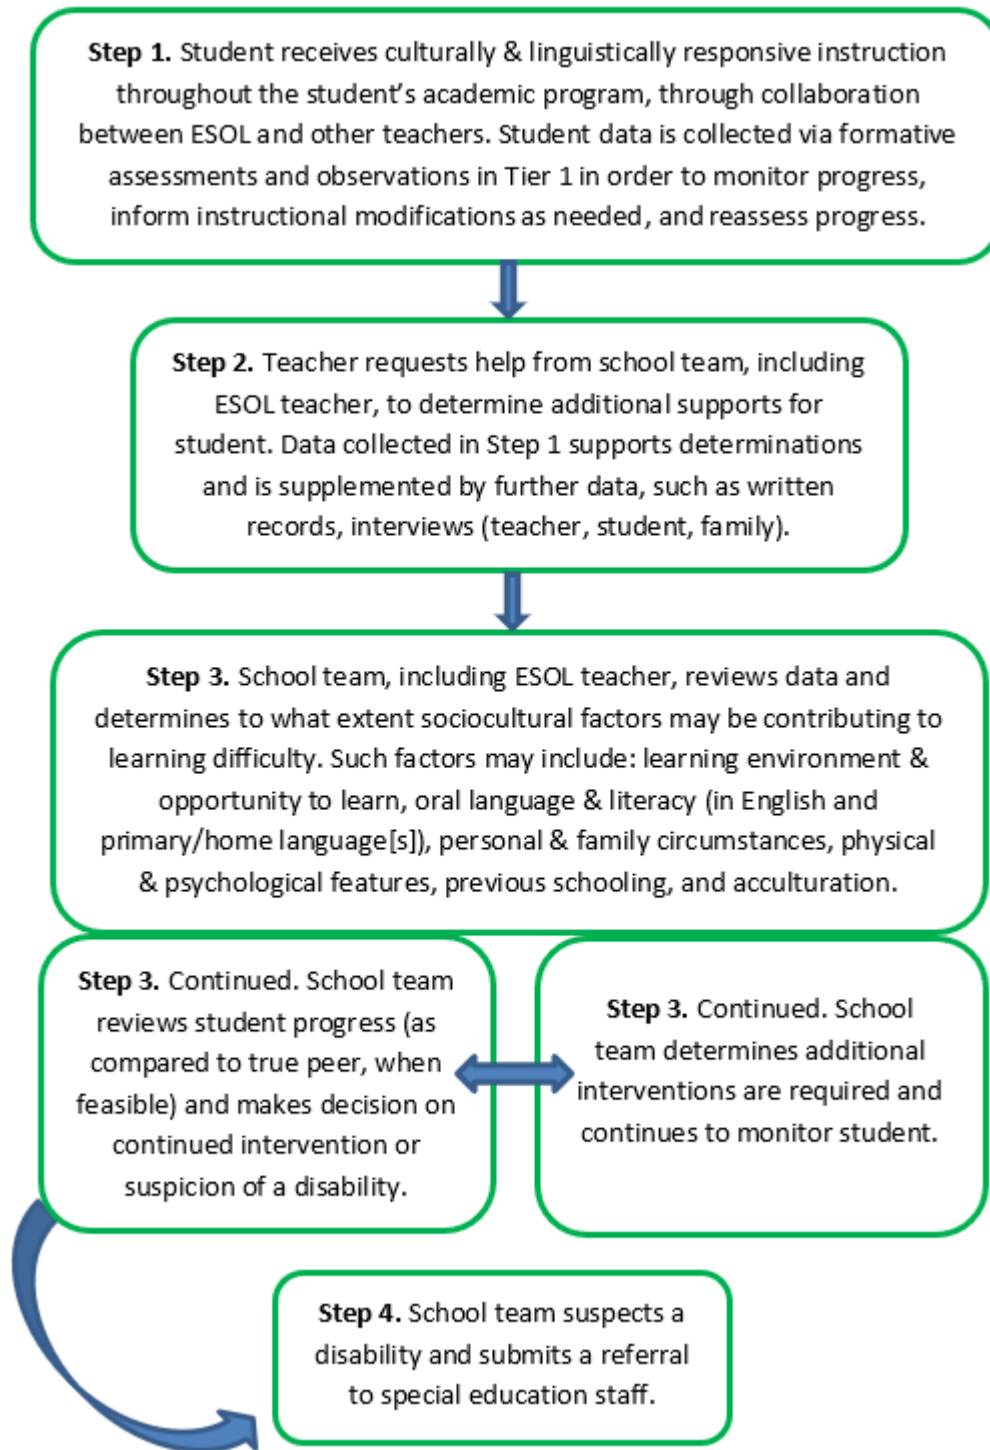 Step 1. Student receives culturally & linguistically responsive instruction
throughout the student's academic program, through collaboration
between ESOL and other teachers. Student data is collected via formative
assessments and observations in Tier 1 in order to monitor progress,
inform instructional modifications as needed, and reassess progress.
Step 2. Teacher requests help from school team, including
ESOL teacher, to determine additional supports for
student. Data collected in Step 1 supports determinations
and is supplemented by further data, such as written
records, interviews (teacher, student, family).
Step 3. School team, including ESOL teacher, reviews data and
determines to what extent sociocultural factors may be contributing to
learning difficulty. Such factors may include: learning environment &
opportunity to learn, oral language & literacy (in English and
primary/home language[s]), personal & family circumstances, physical
& psychological features, previous schooling, and acculturation.
Step 3. Continued. School team
reviews student progress (as
compared to true peer, when
feasible) and makes decision on
continued intervention or
suspicion of a disability.
Step 3. Continued. School
team determines additional
interventions are required and
continues to monitor student.
Step 4. School team suspects a
disability and submits a referral
to special education staff.